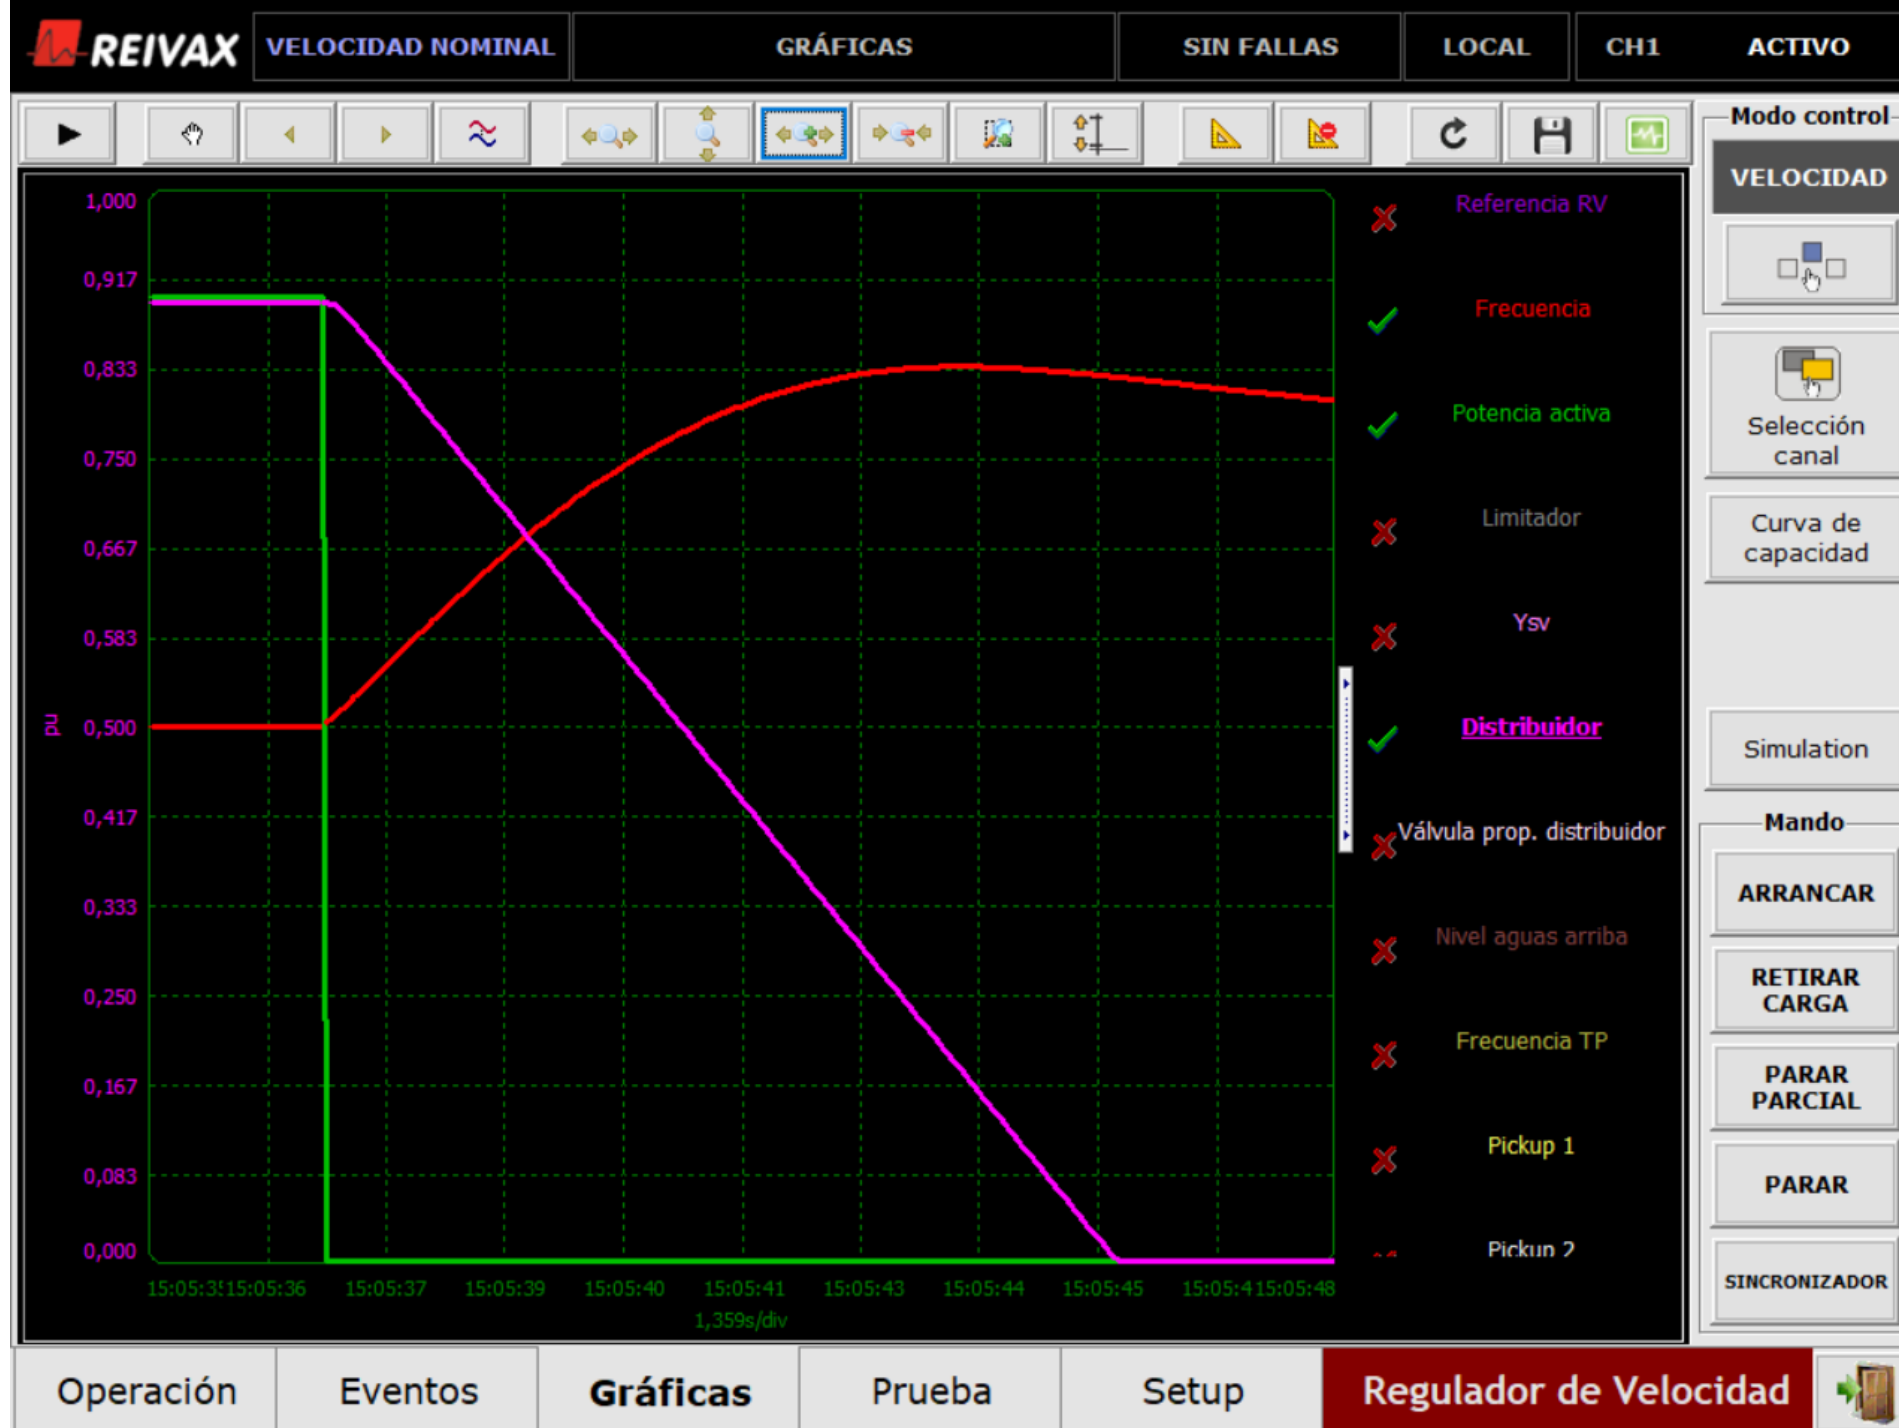 REIVAX
VELOCIDAD NOMINAL
GRÁFICAS
SIN FALLAS
LOCAL
CH1
ACTIVO
Modo control
VELOCIDAD
Selección
canal
Curva de
capacidad
Simulation
Mando
ARRANCAR
RETIRAR
CARGA
PARAR
PARCIAL
PARAR
SINCRONIZADOR
1,000
0,917
0,833
0,750
0,667
0,583
0,500
0,417
0,333
0,250
0,167
0,083
0,000
pu
15:05:36
15:05:37
15:05:39
15:05:40
15:05:41
15:05:43
15:05:44
15:05:45
15:05:48
1,359s/div
Referencia RV
Frecuencia
Potencia activa
Limitador
Ysv
Distribuidor
Válvula prop. distribuidor
Nivel aguas arriba
Frecuencia TP
Pickup 1
Pickup 2
Operación
Eventos
Gráficas
Prueba
Setup
Regulador de Velocidad